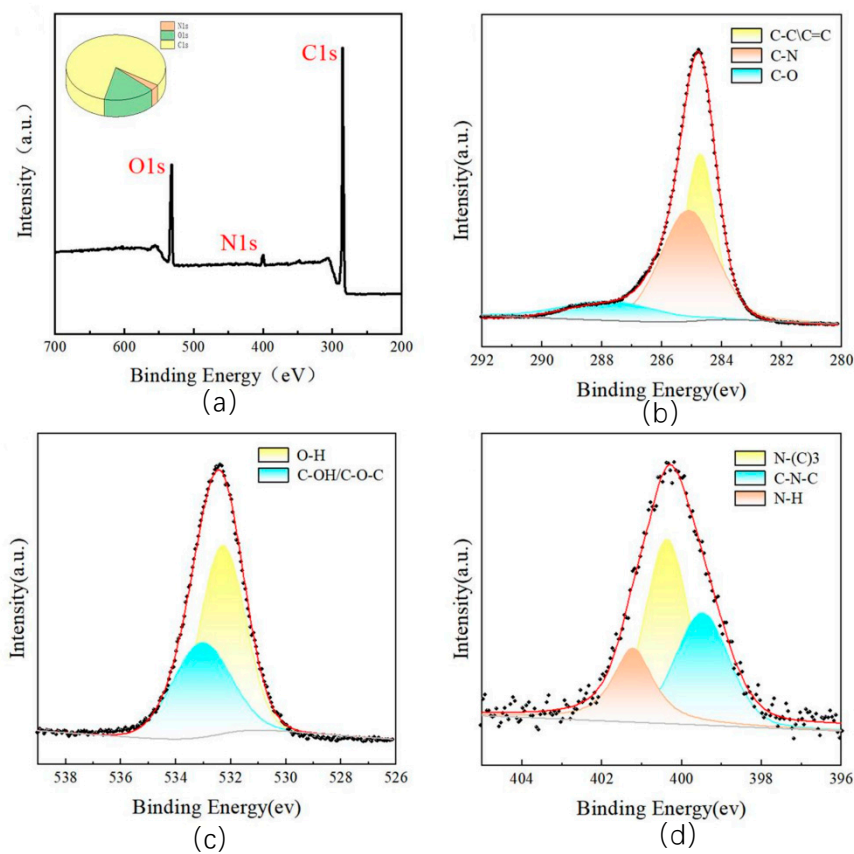 N1s
O1s
C1s
C1s
O1s
N1s
Intensity (a.u.)
700 600 500 400 300 200
Binding Energy (eV)
(a)
C-C\C=C
C-N
C-O
Intensity(a.u.)
292 290 288 286 284 282 280
Binding Energy(ev)
(b)
O-H
C-OH/C-O-C
Intensity(a.u.)
538 536 534 532 530 528 526
Binding Energy(ev)
(c)
N-(C)3
C-N-C
N-H
Intensity(a.u.)
404 402 400 398 396
Binding Energy(ev)
(d)